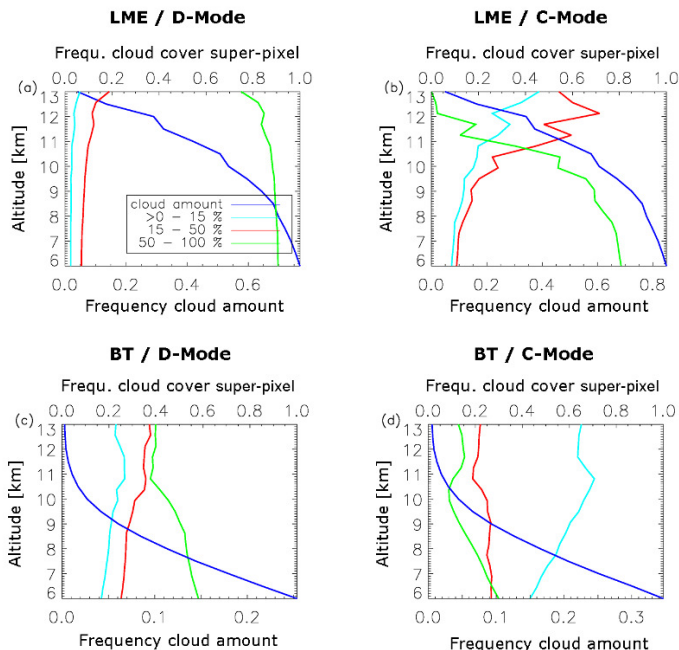 LME / D-Mode
Frequ. cloud cover super-pixel
0.0 0.2 0.4 0.6 0.8 1.0
(a)
Altitude [km]
13
12
11
10
9
8
7
6
cloud amount
>0 - 15 %
15 - 50 %
50 - 100 %
0.0 0.2 0.4 0.6
Frequency cloud amount
LME / C-Mode
Frequ. cloud cover super-pixel
0.0 0.2 0.4 0.6 0.8 1.0
(b)
Altitude [km]
13
12
11
10
9
8
7
6
0.0 0.2 0.4 0.6 0.8
Frequency cloud amount
BT / D-Mode
Frequ. cloud cover super-pixel
0.0 0.2 0.4 0.6 0.8 1.0
(c)
Altitude [km]
13
12
11
10
9
8
7
6
0.0 0.1 0.2
Frequency cloud amount
BT / C-Mode
Frequ. cloud cover super-pixel
0.0 0.2 0.4 0.6 0.8 1.0
(d)
Altitude [km]
13
12
11
10
9
8
7
6
0.0 0.1 0.2 0.3
Frequency cloud amount